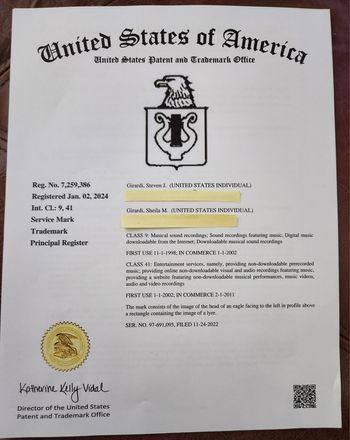 United States of America
United States Patent and Trademark Office
Reg. No. 7,259,386
Registered Jan. 02, 2024
Int. Cl.: 9, 41
Service Mark
Trademark
Principal Register
Girardi, Steven J. (UNITED STATES INDIVIDUAL)
Girardi, Sheila M. (UNITED STATES INDIVIDUAL)
CLASS 9: Musical sound recordings; Sound recordings featuring music; Digital music
downloadable from the Internet; Downloadable musical sound recordings
FIRST USE 11-1-1998; IN COMMERCE 1-1-2002
CLASS 41: Entertainment services, namely, providing non-downloadable prerecorded
music; providing online non-downloadable visual and audio recordings featuring music,
providing a website featuring non-downloadable musical performances, music videos,
audio and video recordings
FIRST USE 1-1-2002; IN COMMERCE 2-1-2011
The mark consists of the image of the head of an eagle facing to the left in profile above
a rectangle containing the image of a lyre.
SER. NO. 97-691,095, FILED 11-24-2022
Katherine Kelly Vidal
Director of the United States
Patent and Trademark Office